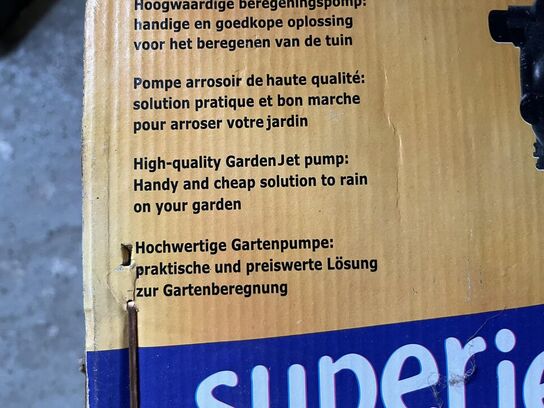 Hoogwaardige beregeningspomp:
handige en goedkope oplossing
voor het beregenen van de tuin
Pompe arrosoir de haute qualité:
solution pratique et bon marche
pour arroser votre jardin
High-quality GardenJet pump:
Handy and cheap solution to rain
on your garden
Hochwertige Gartenpumpe:
praktische und preiswerte Lösung
zur Gartenberegnung
superie